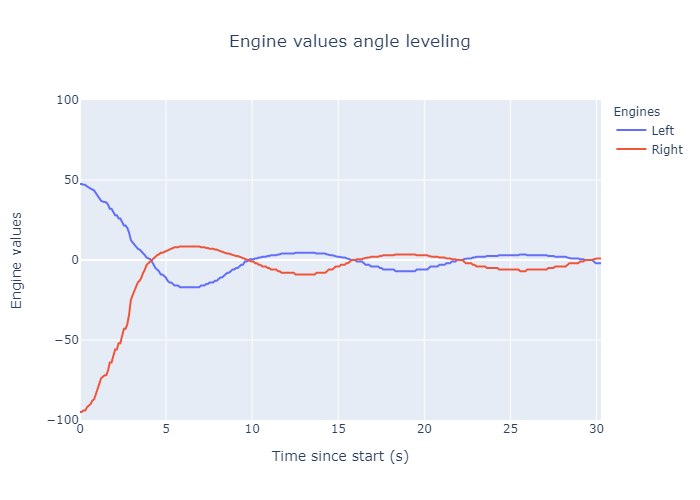 Engine values angle leveling
Engines
Left
Right
Engine values
100
50
0
−50
−100
0 5 10 15 20 25 30
Time since start (s)